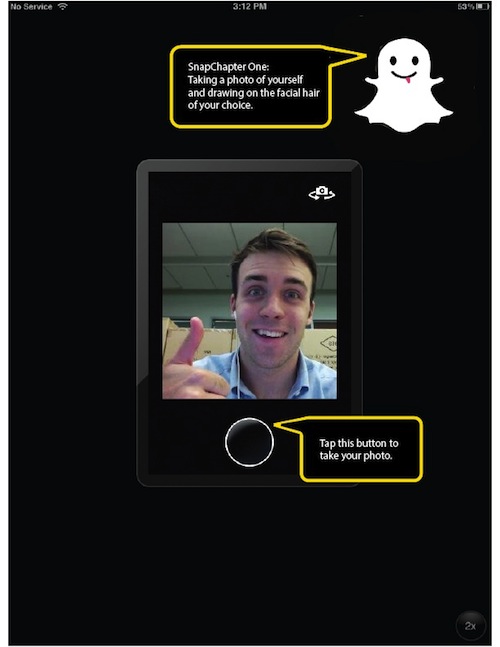 No Service 3:12 PM 53%
SnapChapter One:
Taking a photo of yourself
and drawing on the facial hair
of your choice.
Tap this button to
take your photo.
2x